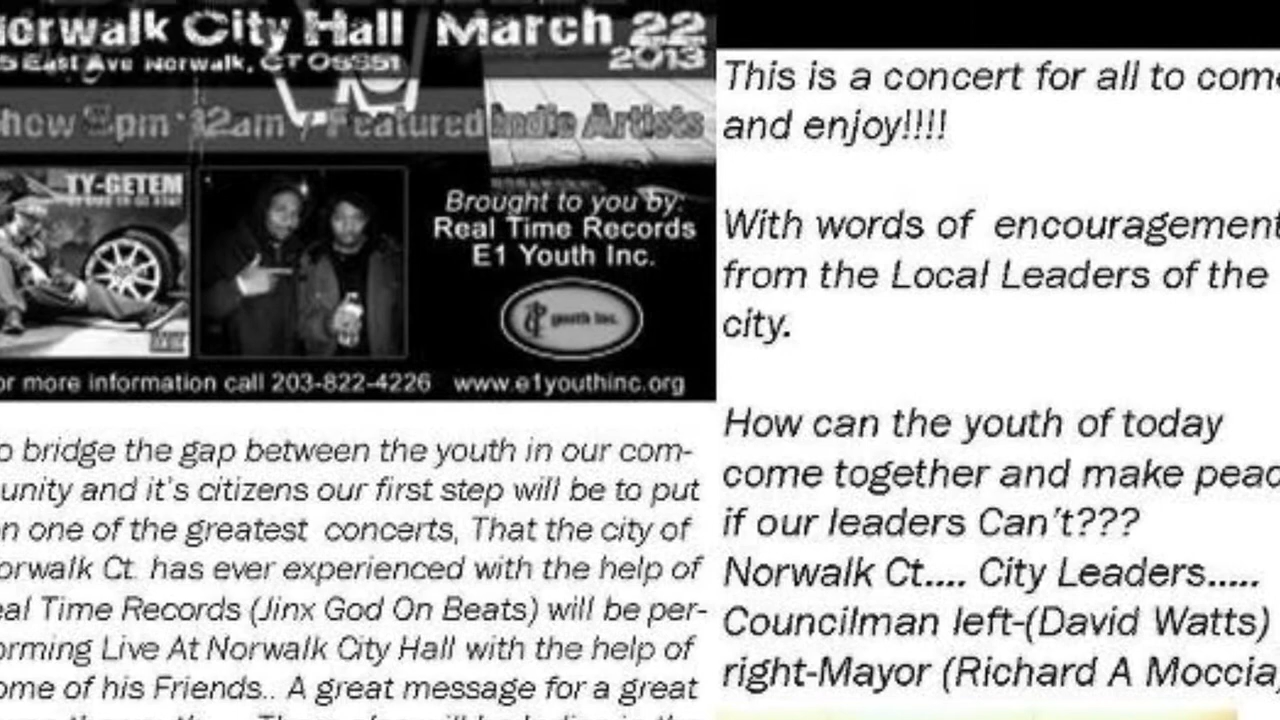 orwalk City Hall March 22
2013
5 East Ave Norwalk, CT
how pm 12am Featured Indie Artists
TY-GETEM
Brought to you by:
Real Time Records
E1 Youth Inc.
youth Inc.
or more information call 203-822-4226 www.e1youthinc.org
o bridge the gap between the youth in our com-
unity and it's citizens our first step will be to put
n one of the greatest concerts, That the city of
orwalk Ct. has ever experienced with the help of
eal Time Records (Jinx God On Beats) will be per-
orming Live At Norwalk City Hall with the help of
ome of his Friends.. A great message for a great
This is a concert for all to come
and enjoy!!!!
With words of encouragement
from the Local Leaders of the
city.
How can the youth of today
come together and make peac
if our leaders Can't???
Norwalk Ct.... City Leaders.....
Councilman left-(David Watts)
right-Mayor (Richard A Moccia)